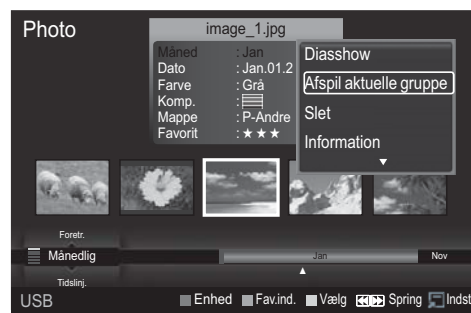 Photo
image_1.jpg
Måned : Jan
Dato : Jan.01.2
Farve : Grå
Komp. :
Mappe : P-Andre
Favorit : ★★★
Diasshow
Afspil aktuelle gruppe
Slet
Information
Foretr.
Månedlig
Jan
Nov
Tidslinj.
USB
Enhed
Fav.ind.
Vælg
Spring
Indst